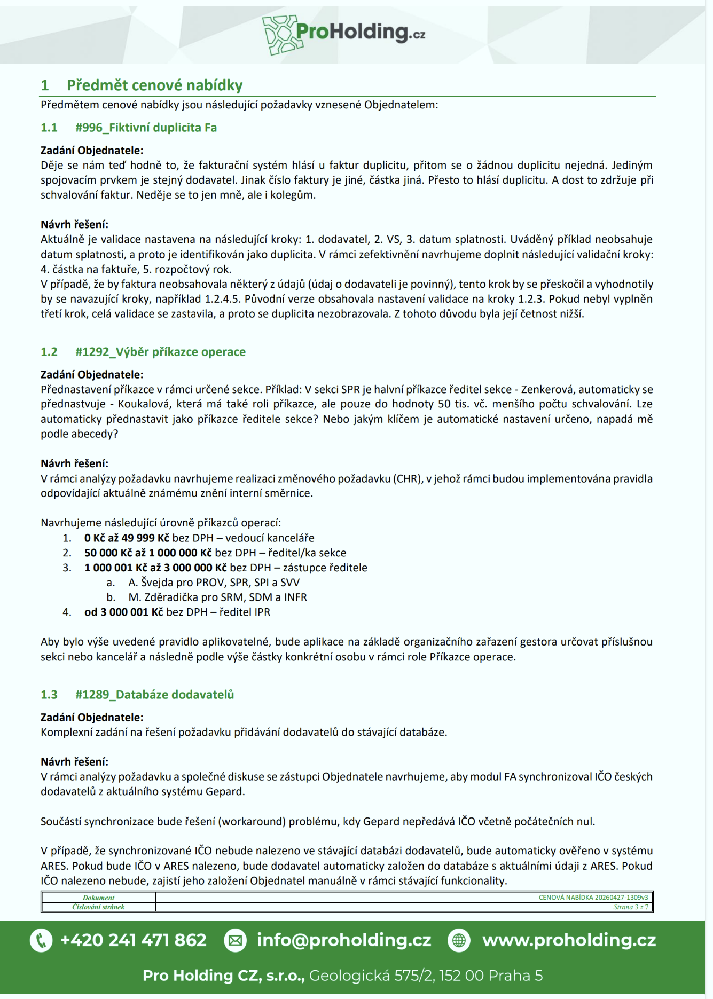 ProHolding.cz
1 Předmět cenové nabídky
Předmětem cenové nabídky jsou následující požadavky vznesené Objednatelem:
1.1 #996_Fiktivní duplicita Fa
Zadání Objednatele:
Děje se nám teď hodně to, že fakturační systém hlásí u faktur duplicitu, přitom se o žádnou duplicitu nejedná. Jediným
spojovacím prvkem je stejný dodavatel. Jinak číslo faktury je jiné, částka jiná. Přesto to hlásí duplicitu. A dost to zdržuje při
schvalování faktur. Neděje se to jen mně, ale i kolegům.
Návrh řešení:
Aktuálně je validace nastavena na následující kroky: 1. dodavatel, 2. VS, 3. datum splatnosti. Uváděný příklad neobsahuje
datum splatnosti, a proto je identifikován jako duplicita. V rámci zefektivnění navrhujeme doplnit následující validační kroky:
4. částka na faktuře, 5. rozpočtový rok.
V případě, že by faktura neobsahovala některý z údajů (údaj o dodavateli je povinný), tento krok by se přeskočil a vyhodnotily
by se navazující kroky, například 1.2.4.5. Původní verze obsahovala nastavení validace na kroky 1.2.3. Pokud nebyl vyplněn
třetí krok, celá validace se zastavila, a proto se duplicita nezobrazovala. Z tohoto důvodu byla její četnost nižší.
1.2 #1292_Výběr příkazce operace
Zadání Objednatele:
Přednastavení příkazce v rámci určené sekce. Příklad: V sekci SPR je halvní příkazce ředitel sekce - Zenkerová, automaticky se
přednastvuje - Koukalová, která má také roli příkazce, ale pouze do hodnoty 50 tis. vč. menšího počtu schvalování. Lze
automaticky přednastavit jako příkazce ředitele sekce? Nebo jakým klíčem je automatické nastavení určeno, napadá mě
podle abecedy?
Návrh řešení:
V rámci analýzy požadavku navrhujeme realizaci změnového požadavku (CHR), v jehož rámci budou implementována pravidla
odpovídající aktuálně známému znění interní směrnice.
Navrhujeme následující úrovně příkazců operací:
1. 0 Kč až 49 999 Kč bez DPH – vedoucí kanceláře
2. 50 000 Kč až 1 000 000 Kč bez DPH – ředitel/ka sekce
3. 1 000 001 Kč až 3 000 000 Kč bez DPH – zástupce ředitele
a. A. Švejda pro PROV, SPR, SPI a SVV
b. M. Zděradička pro SRM, SDM a INFR
4. od 3 000 001 Kč bez DPH – ředitel IPR
Aby bylo výše uvedené pravidlo aplikovatelné, bude aplikace na základě organizačního zařazení gestora určovat příslušnou
sekci nebo kancelář a následně podle výše částky konkrétní osobu v rámci role Příkazce operace.
1.3 #1289_Databáze dodavatelů
Zadání Objednatele:
Komplexní zadání na řešení požadavku přidávání dodavatelů do stávající databáze.
Návrh řešení:
V rámci analýzy požadavku a společné diskuse se zástupci Objednatele navrhujeme, aby modul FA synchronizoval IČO českých
dodavatelů z aktuálního systému Gepard.
Součástí synchronizace bude řešení (workaround) problému, kdy Gepard nepředává IČO včetně počátečních nul.
V případě, že synchronizované IČO nebude nalezeno ve stávající databázi dodavatelů, bude automaticky ověřeno v systému
ARES. Pokud bude IČO v ARES nalezeno, bude dodavatel automaticky založen do databáze s aktuálními údaji z ARES. Pokud
IČO nalezeno nebude, zajistí jeho založení Objednatel manuálně v rámci stávající funkcionality.
Dokument CENOVÁ NABÍDKA 20260427-1309v3
Číslování stránek Strana 3 z 7
+420 241 471 862 info@proholding.cz www.proholding.cz
Pro Holding CZ, s.r.o., Geologická 575/2, 152 00 Praha 5